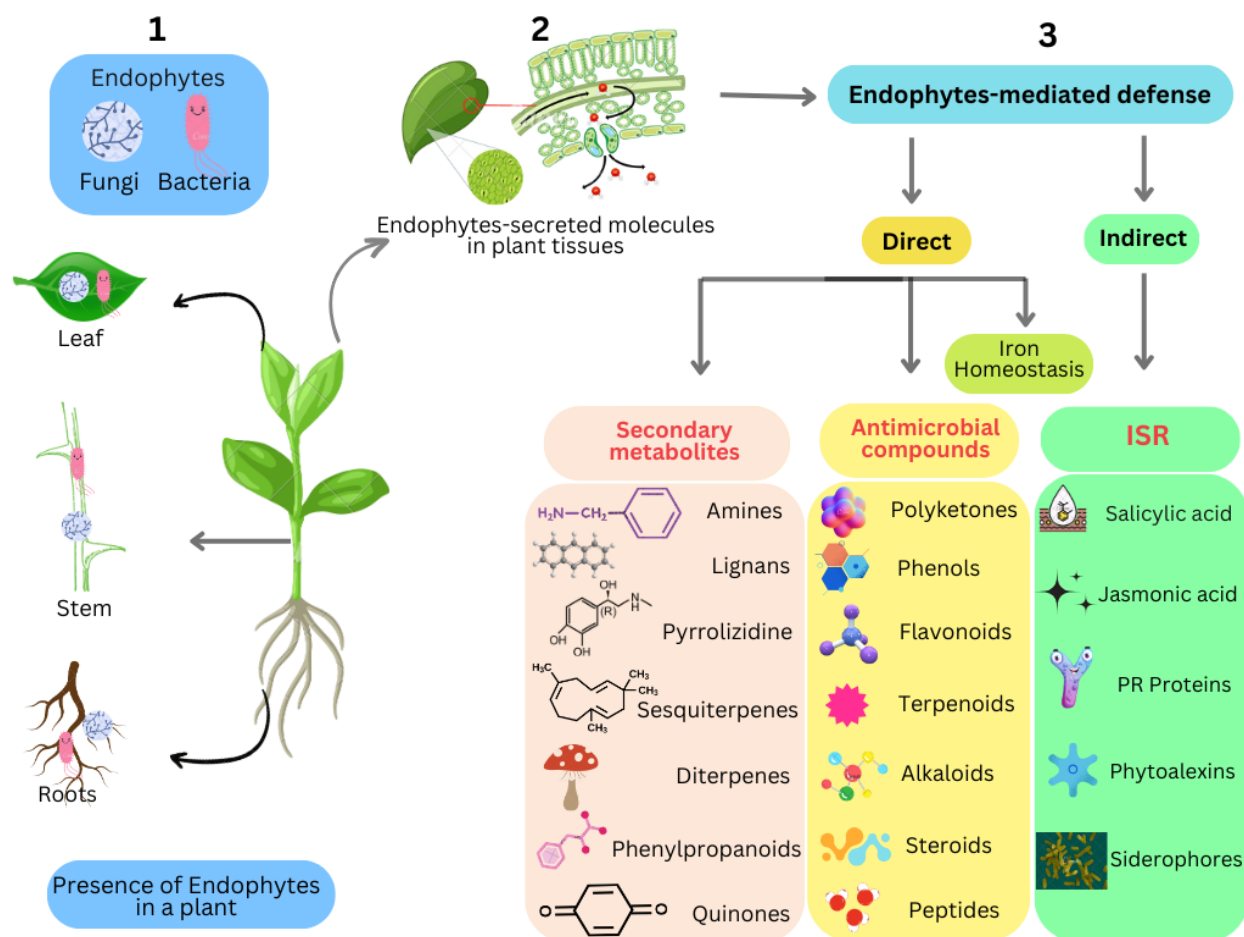 1
Endophytes
Fungi
Bacteria
Leaf
Stem
Roots
Presence of Endophytes
in a plant
2
Endophytes-secreted molecules
in plant tissues
3
Endophytes-mediated defense
Direct
Indirect
Iron
Homeostasis
Secondary
metabolites
H₂N—CH₂—
Amines
Lignans
OH
(R)
H
N
OH
OH
Pyrrolizidine
H₃C
CH₃
CH₃
CH₃
Sesquiterpenes
Diterpenes
Phenylpropanoids
O
O
Quinones
Antimicrobial
compounds
Polyketones
Phenols
Flavonoids
Terpenoids
Alkaloids
Steroids
Peptides
ISR
Salicylic acid
Jasmonic acid
PR Proteins
Phytoalexins
Siderophores